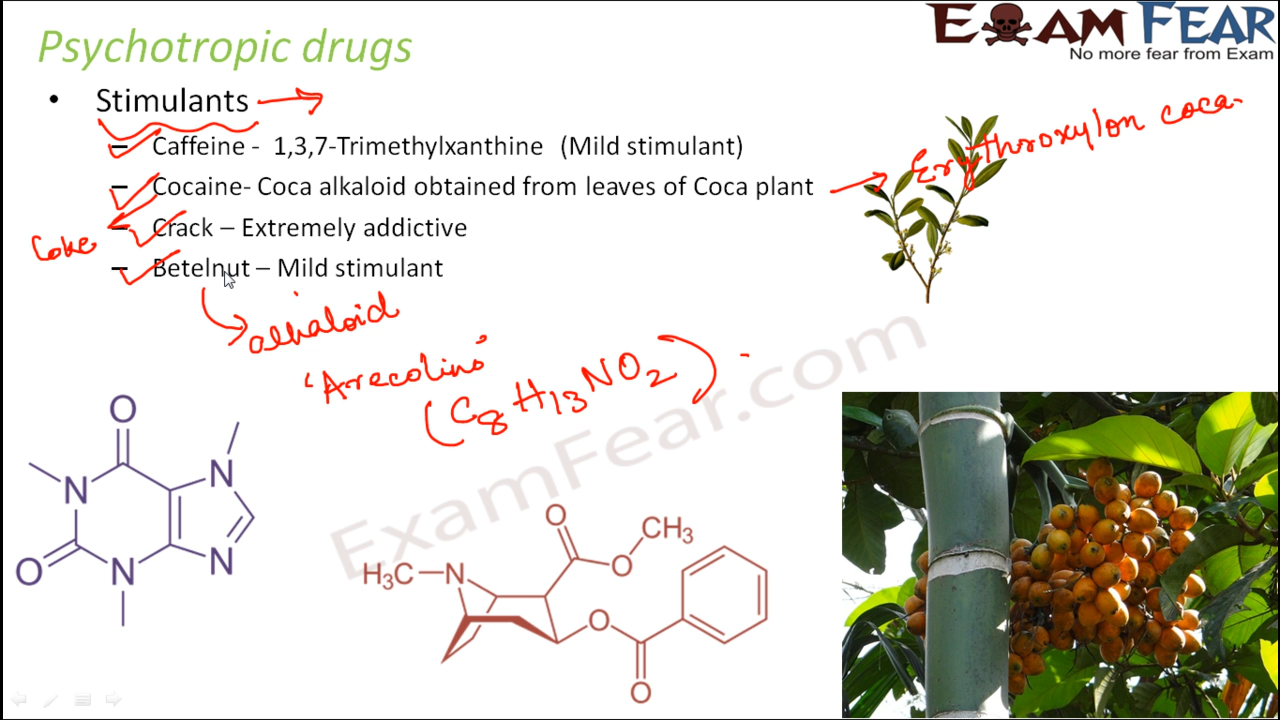 Psychotropic drugs
EXAM FEAR
No more fear from Exam
• Stimulants
– Caffeine - 1,3,7-Trimethylxanthine (Mild stimulant)
– Cocaine- Coca alkaloid obtained from leaves of Coca plant
Erythroxylon coca
– Crack – Extremely addictive
Coke
– Betelnut – Mild stimulant
alkaloid
'Arecoline'
(C8H13NO2)
ExamFear.com
O
N
N
O
N
N
O
CH3
O
H3C
N
O
O